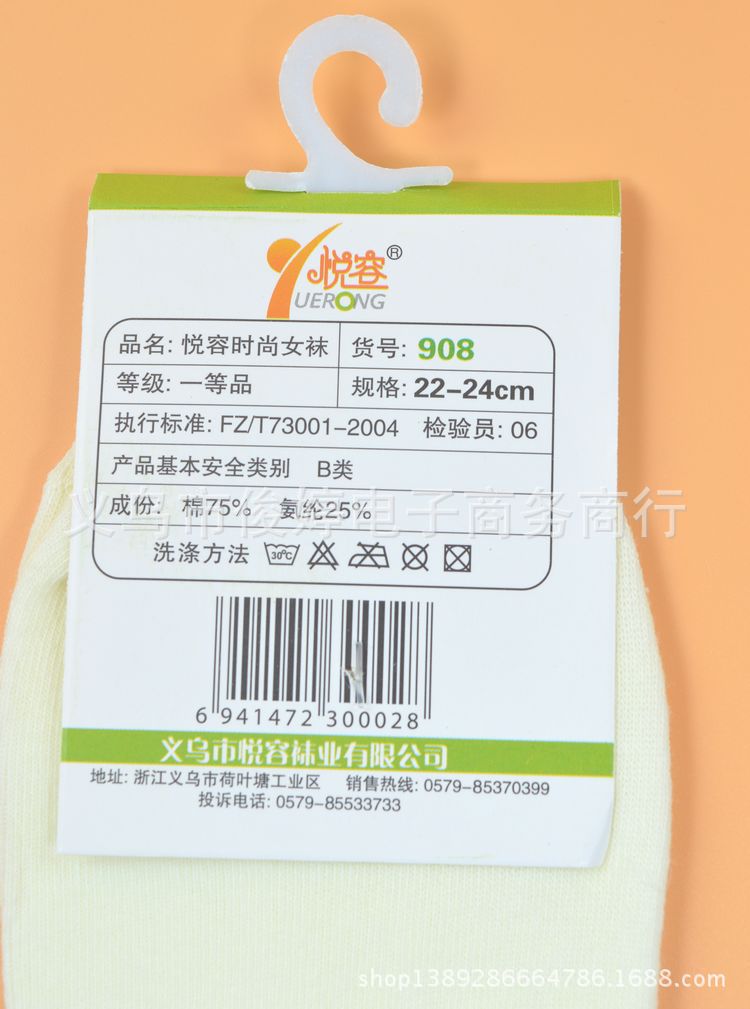 悦容®
YUERONG
品名: 悦容时尚女袜 货号: 908
等级: 一等品 规格: 22-24cm
执行标准: FZ/T73001-2004 检验员: 06
产品基本安全类别 B类
义乌市俊婷电子商务商行
成份: 棉75% 氨纶25%
洗涤方法 30℃
6 941472 300028
义乌市悦容袜业有限公司
地址: 浙江义乌市荷叶塘工业区 销售热线: 0579-85370399
投诉电话: 0579-85533733
shop1389286664786.1688.com